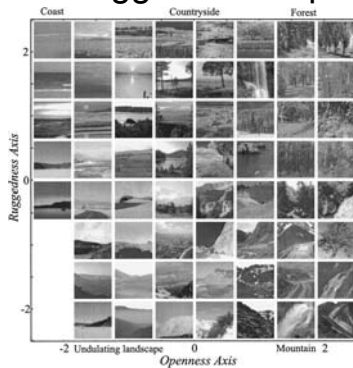 Coast Countryside Forest
2
0
-2
Ruggedness Axis
-2 Undulating landscape 0 Mountain 2
Openness Axis